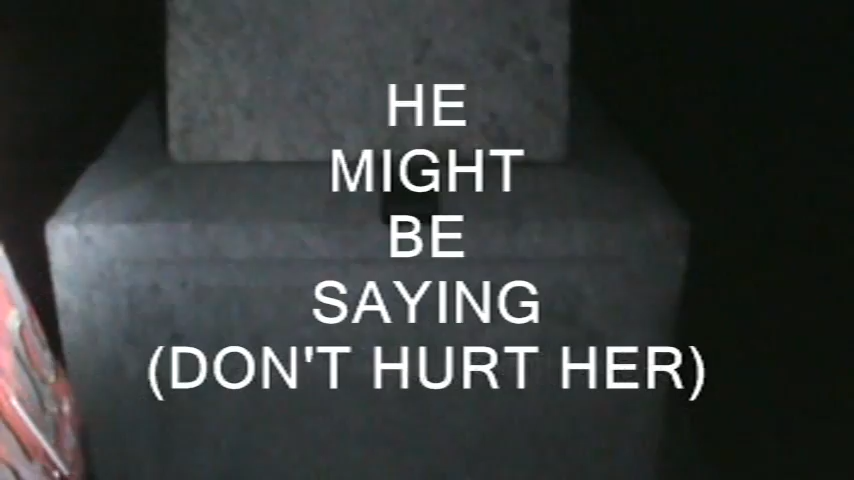 HE
MIGHT
BE
SAYING
(DON'T HURT HER)